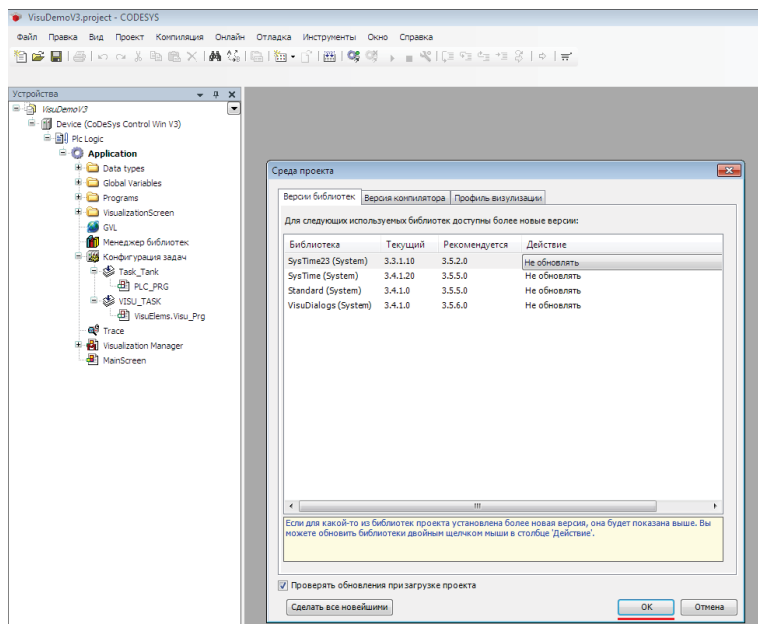 VisuDemoV3.project - CODESYS
Файл Правка Вид Проект Компиляция Онлайн Отладка Инструменты Окно Справка
Устройства
VisuDemoV3
Device (CoDeSys Control Win V3)
Plc Logic
Application
Data types
Global Variables
Programs
VisualizationScreen
GVL
Менеджер библиотек
Конфигурация задач
Task_Tank
PLC_PRG
VISU_TASK
VisuElems.Visu_Prg
Trace
Visualization Manager
MainScreen
Среда проекта
Версии библиотек Версия компилятора Профиль визулизации
Для следующих используемых библиотек доступны более новые версии:
Библиотека Текущий Рекомендуется Действие
SysTime23 (System) 3.3.1.10 3.5.2.0 Не обновлять
SysTime (System) 3.4.1.20 3.5.5.0 Не обновлять
Standard (System) 3.4.1.0 3.5.5.0 Не обновлять
VisuDialogs (System) 3.4.1.0 3.5.6.0 Не обновлять
Если для какой-то из библиотек проекта установлена более новая версия, она будет показана выше. Вы
можете обновить библиотеки двойным щелчком мыши в столбце 'Действие'.
Проверять обновления при загрузке проекта
Сделать все новейшими OK Отмена